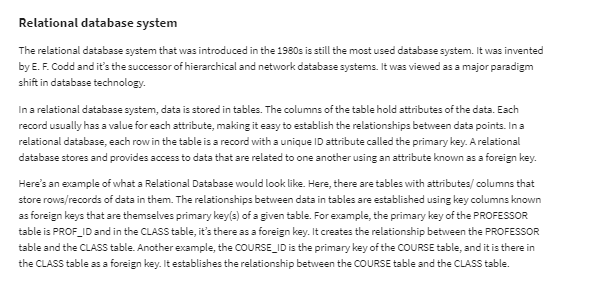 Relational database system
The relational database system that was introduced in the 1980s is still the most used database system. It was invented
by E. F. Codd and it's the successor of hierarchical and network database systems. It was viewed as a major paradigm
shift in database technology.
In a relational database system, data is stored in tables. The columns of the table hold attributes of the data. Each
record usually has a value for each attribute, making it easy to establish the relationships between data points. In a
relational database, each row in the table is a record with a unique ID attribute called the primary key. A relational
database stores and provides access to data that are related to one another using an attribute known as a foreign key.
Here's an example of what a Relational Database would look like. Here, there are tables with attributes/ columns that
store rows/records of data in them. The relationships between data in tables are established using key columns known
as foreign keys that are themselves primary key(s) of a given table. For example, the primary key of the PROFESSOR
table is PROF_ID and in the CLASS table, it's there as a foreign key. It creates the relationship between the PROFESSOR
table and the CLASS table. Another example, the COURSE_ID is the primary key of the COURSE table, and it is there in
the CLASS table as a foreign key. It establishes the relationship between the COURSE table and the CLASS table.